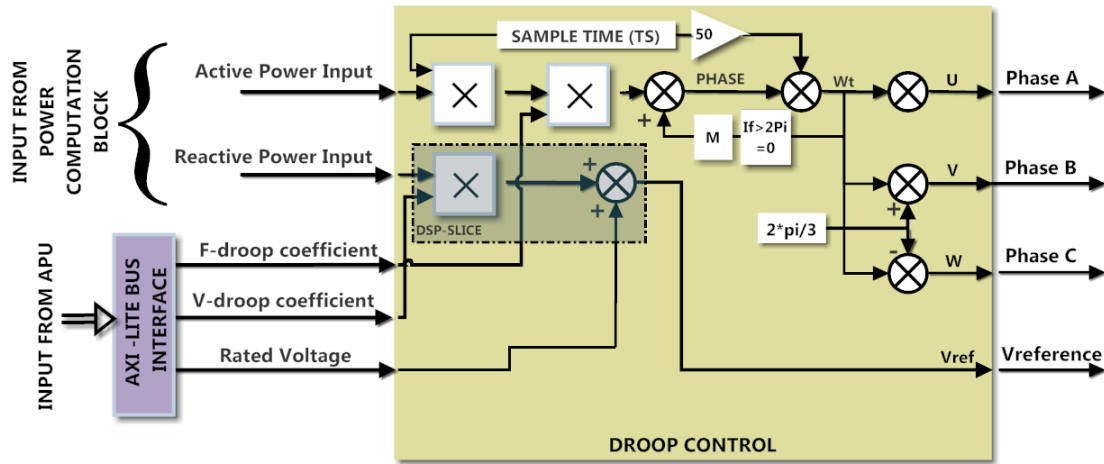 INPUT FROM
POWER
COMPUTATION
BLOCK
Active Power Input
Reactive Power Input
INPUT FROM APU
AXI -LITE BUS
INTERFACE
F-droop coefficient
V-droop coefficient
Rated Voltage
SAMPLE TIME (TS)
50
PHASE
Wt
U
Phase A
+
M
If>2Pi
=0
DSP-SLICE
+
+
V
Phase B
+
2*pi/3
-
W
Phase C
Vref
Vreference
DROOP CONTROL